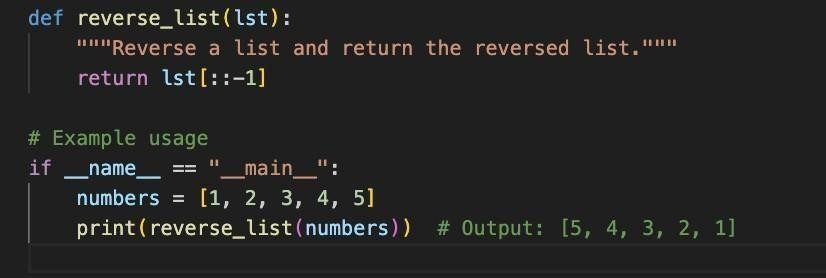 def reverse_list(lst):
    """Reverse a list and return the reversed list."""
    return lst[::-1]
# Example usage
if __name__ == "__main__":
    numbers = [1, 2, 3, 4, 5]
    print(reverse_list(numbers))  # Output: [5, 4, 3, 2, 1]